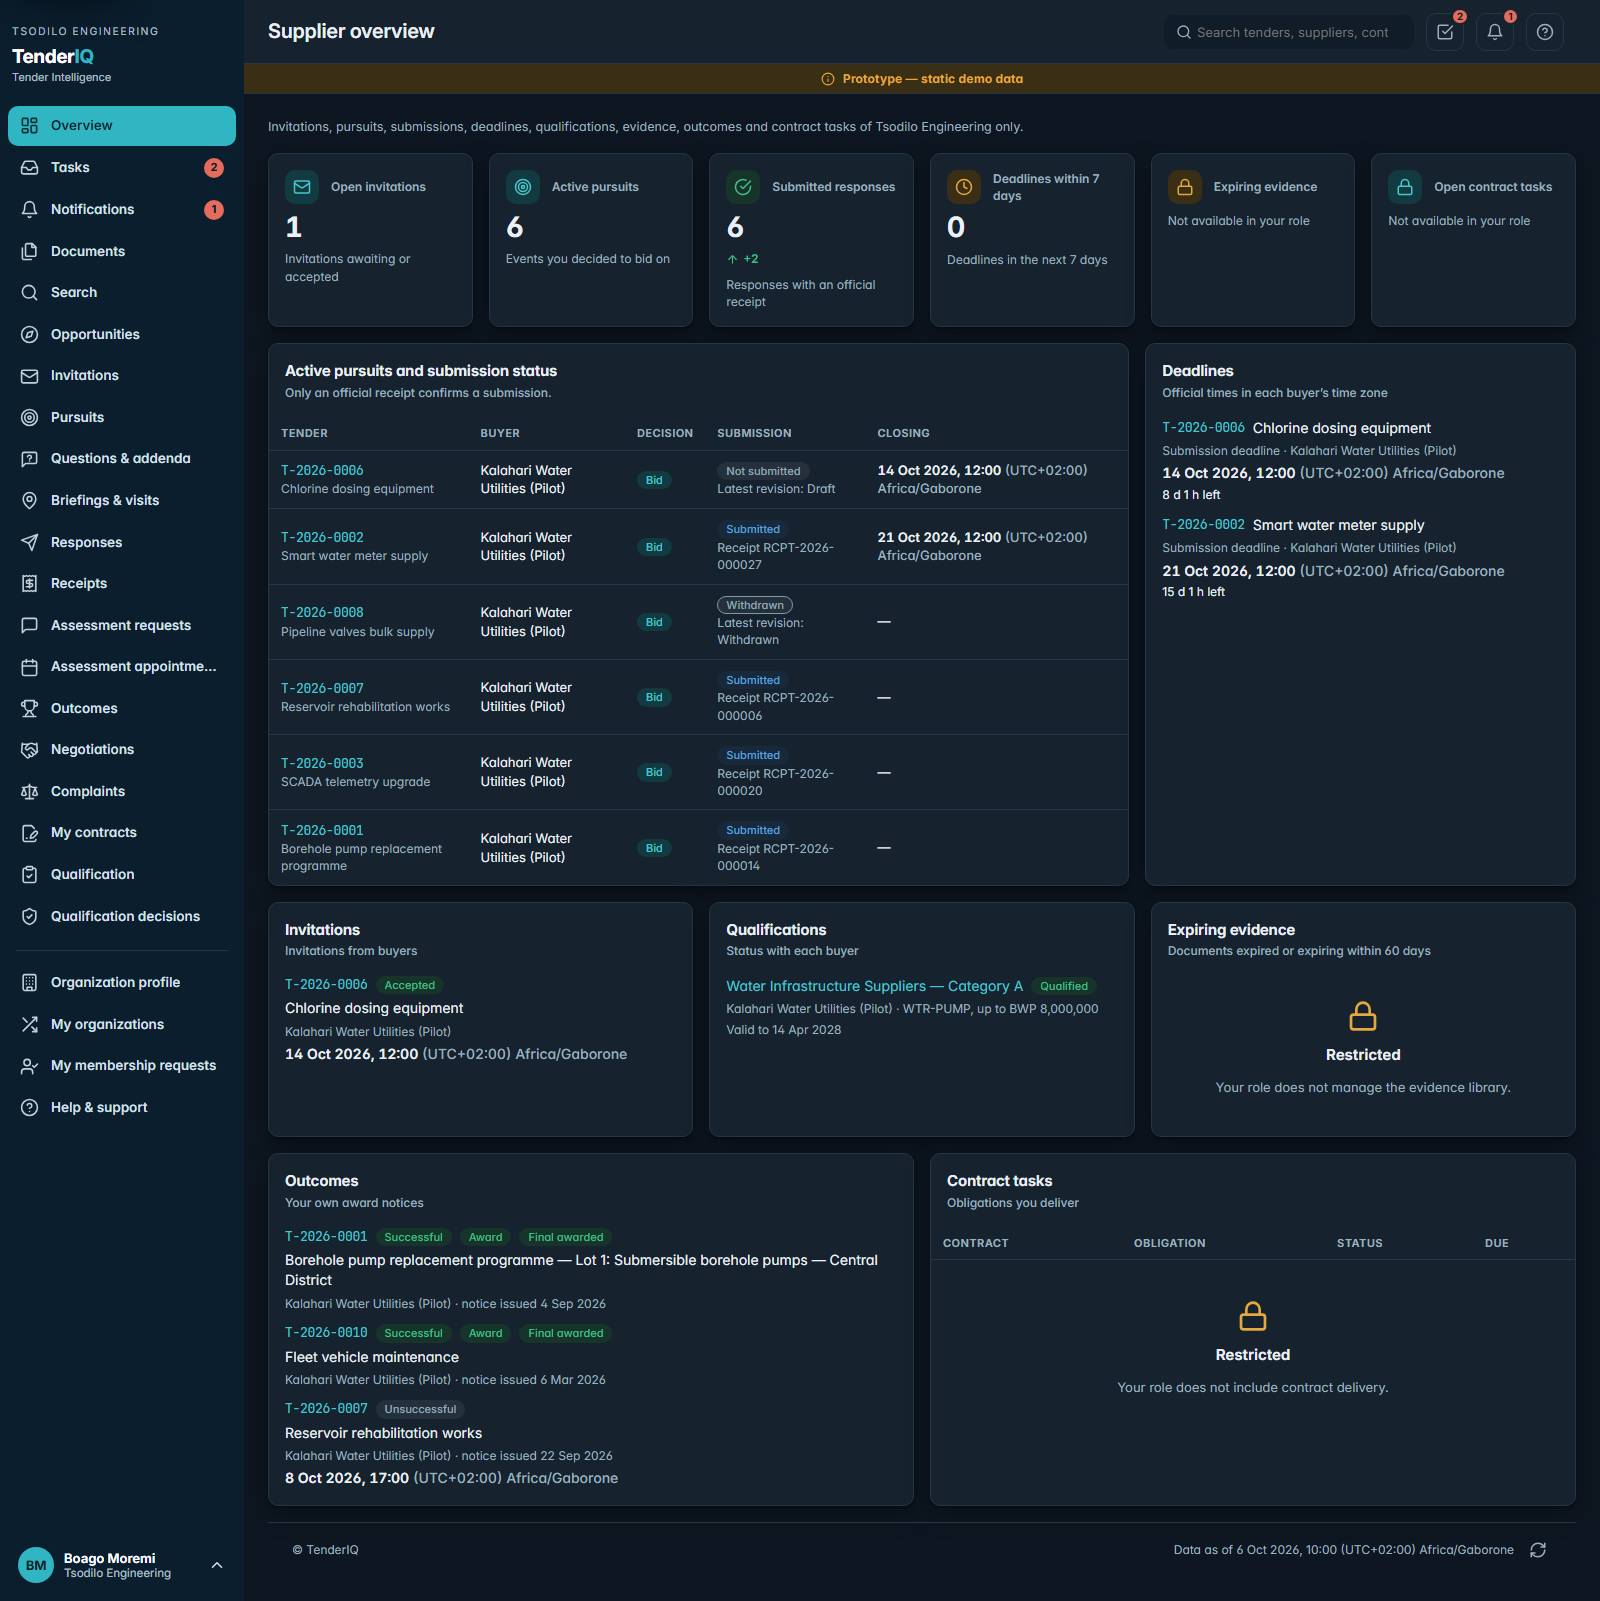 TSODILO ENGINEERING
TenderIQ
Tender Intelligence
Overview
Tasks 2
Notifications 1
Documents
Search
Opportunities
Invitations
Pursuits
Questions & addenda
Briefings & visits
Responses
Receipts
Assessment requests
Assessment appointme...
Outcomes
Negotiations
Complaints
My contracts
Qualification
Qualification decisions
Organization profile
My organizations
My membership requests
Help & support
BM
Boago Moremi
Tsodilo Engineering
Supplier overview
Search tenders, suppliers, cont
2
1
Prototype — static demo data
Invitations, pursuits, submissions, deadlines, qualifications, evidence, outcomes and contract tasks of Tsodilo Engineering only.
Open invitations
1
Invitations awaiting or
accepted
Active pursuits
6
Events you decided to bid on
Submitted responses
6
+2
Responses with an official
receipt
Deadlines within 7
days
0
Deadlines in the next 7 days
Expiring evidence
Not available in your role
Open contract tasks
Not available in your role
Active pursuits and submission status
Only an official receipt confirms a submission.
TENDER BUYER DECISION SUBMISSION CLOSING
T-2026-0006
Chlorine dosing equipment
Kalahari Water
Utilities (Pilot)
Bid
Not submitted
Latest revision: Draft
14 Oct 2026, 12:00 (UTC+02:00)
Africa/Gaborone
T-2026-0002
Smart water meter supply
Kalahari Water
Utilities (Pilot)
Bid
Submitted
Receipt RCPT-2026-
000027
21 Oct 2026, 12:00 (UTC+02:00)
Africa/Gaborone
T-2026-0008
Pipeline valves bulk supply
Kalahari Water
Utilities (Pilot)
Bid
Withdrawn
Latest revision:
Withdrawn
—
T-2026-0007
Reservoir rehabilitation works
Kalahari Water
Utilities (Pilot)
Bid
Submitted
Receipt RCPT-2026-
000006
—
T-2026-0003
SCADA telemetry upgrade
Kalahari Water
Utilities (Pilot)
Bid
Submitted
Receipt RCPT-2026-
000020
—
T-2026-0001
Borehole pump replacement
programme
Kalahari Water
Utilities (Pilot)
Bid
Submitted
Receipt RCPT-2026-
000014
—
Deadlines
Official times in each buyer's time zone
T-2026-0006 Chlorine dosing equipment
Submission deadline · Kalahari Water Utilities (Pilot)
14 Oct 2026, 12:00 (UTC+02:00) Africa/Gaborone
8 d 1 h left
T-2026-0002 Smart water meter supply
Submission deadline · Kalahari Water Utilities (Pilot)
21 Oct 2026, 12:00 (UTC+02:00) Africa/Gaborone
15 d 1 h left
Invitations
Invitations from buyers
T-2026-0006 Accepted
Chlorine dosing equipment
Kalahari Water Utilities (Pilot)
14 Oct 2026, 12:00 (UTC+02:00) Africa/Gaborone
Qualifications
Status with each buyer
Water Infrastructure Suppliers — Category A Qualified
Kalahari Water Utilities (Pilot) · WTR-PUMP, up to BWP 8,000,000
Valid to 14 Apr 2028
Expiring evidence
Documents expired or expiring within 60 days
Restricted
Your role does not manage the evidence library.
Outcomes
Your own award notices
T-2026-0001 Successful Award Final awarded
Borehole pump replacement programme — Lot 1: Submersible borehole pumps — Central
District
Kalahari Water Utilities (Pilot) · notice issued 4 Sep 2026
T-2026-0010 Successful Award Final awarded
Fleet vehicle maintenance
Kalahari Water Utilities (Pilot) · notice issued 6 Mar 2026
T-2026-0007 Unsuccessful
Reservoir rehabilitation works
Kalahari Water Utilities (Pilot) · notice issued 22 Sep 2026
8 Oct 2026, 17:00 (UTC+02:00) Africa/Gaborone
Contract tasks
Obligations you deliver
CONTRACT OBLIGATION STATUS DUE
Restricted
Your role does not include contract delivery.
© TenderIQ
Data as of 6 Oct 2026, 10:00 (UTC+02:00) Africa/Gaborone